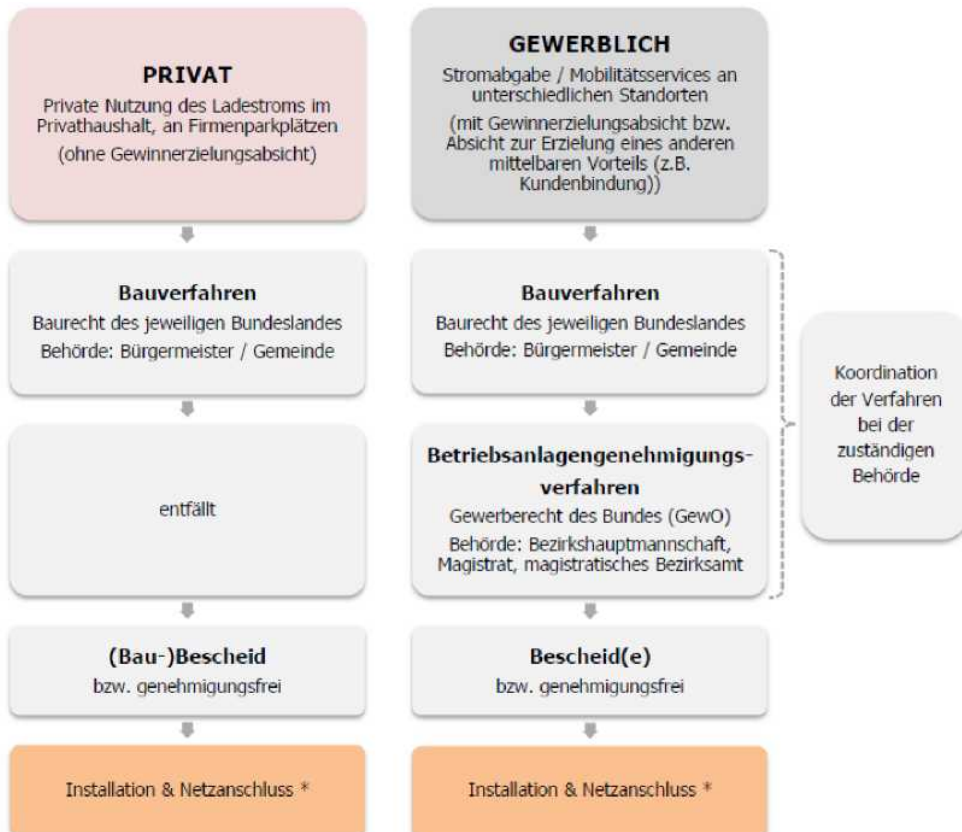 PRIVAT
Private Nutzung des Ladestroms im
Privathaushalt, an Firmenparkplätzen
(ohne Gewinnerzielungsabsicht)
Bauverfahren
Baurecht des jeweiligen Bundeslandes
Behörde: Bürgermeister / Gemeinde
entfällt
(Bau-)Bescheid
bzw. genehmigungsfrei
Installation & Netzanschluss *
GEWERBLICH
Stromabgabe / Mobilitätsservices an
unterschiedlichen Standorten
(mit Gewinnerzielungsabsicht bzw.
Absicht zur Erzielung eines anderen
mittelbaren Vorteils (z.B.
Kundenbindung))
Bauverfahren
Baurecht des jeweiligen Bundeslandes
Behörde: Bürgermeister / Gemeinde
Betriebsanlagengenehmigungs-
verfahren
Gewerberecht des Bundes (GewO)
Behörde: Bezirkshauptmannschaft,
Magistrat, magistratisches Bezirksamt
Bescheid(e)
bzw. genehmigungsfrei
Installation & Netzanschluss *
Koordination
der Verfahren
bei der
zuständigen
Behörde